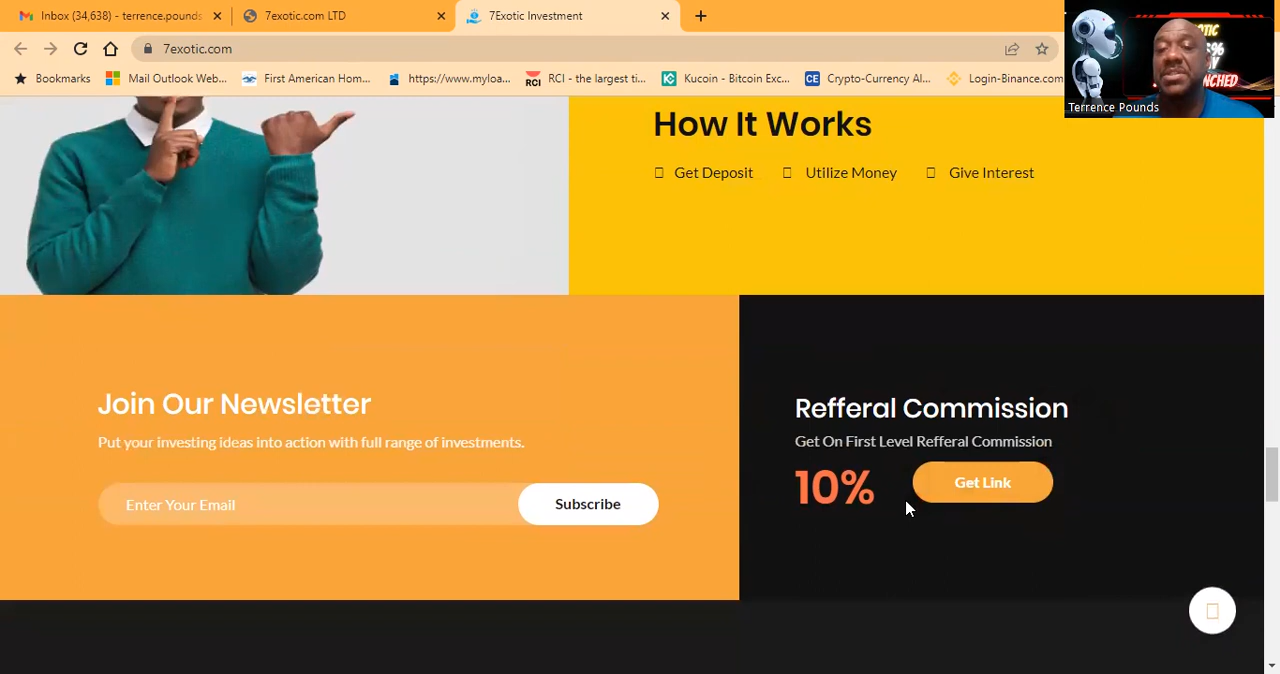 Inbox (34,638) - terrence.pounds
7exotic.com LTD
7Exotic Investment
7exotic.com
Bookmarks
Mail Outlook Web...
First American Hom...
https://www.myloa...
RCI
RCI - the largest ti...
Kucoin - Bitcoin Exc...
CE
Crypto-Currency Al...
Login-Binance.com
Terrence Pounds
How It Works
Get Deposit
Utilize Money
Give Interest
Join Our Newsletter
Put your investing ideas into action with full range of investments.
Enter Your Email
Subscribe
Refferal Commission
Get On First Level Refferal Commission
10%
Get Link